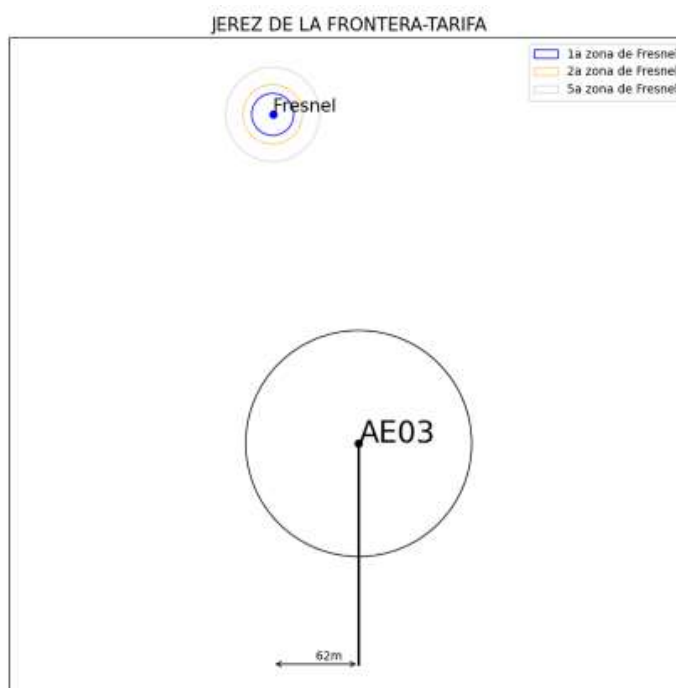 JEREZ DE LA FRONTERA-TARIFA
1a zona de Fresnel
2a zona de Fresnel
5a zona de Fresnel
Fresnel
AE03
62m